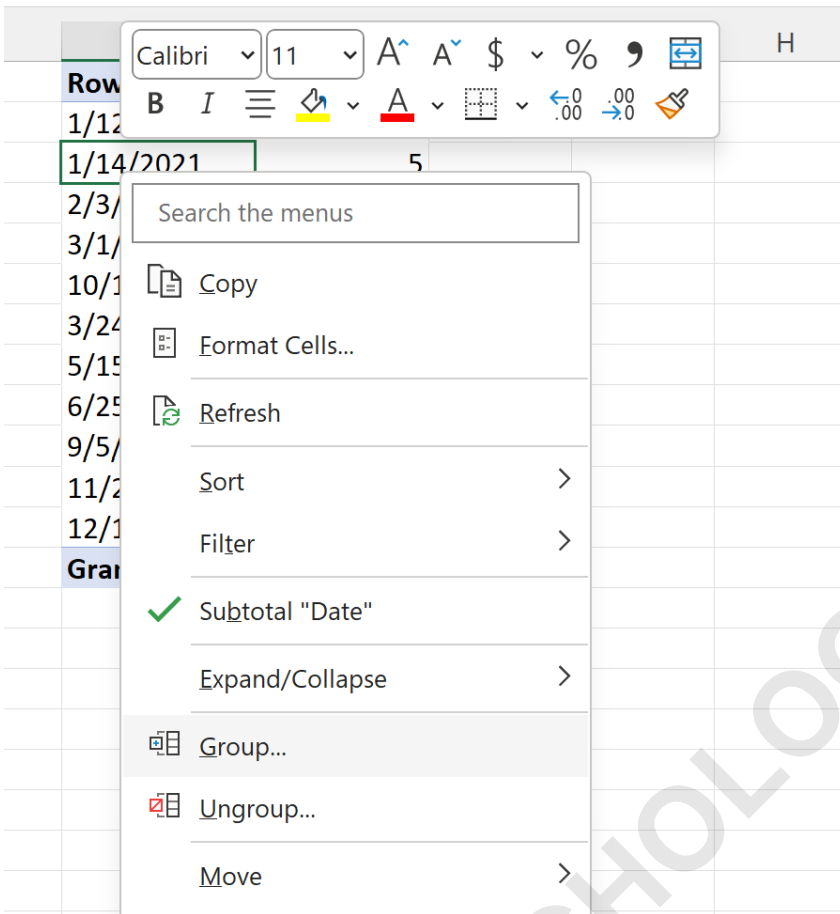 H
Calibri 11 $ % ,
B I A
Row
1/12
1/14/2021 5
2/3/
3/1/
10/1
3/24
5/15
6/25
9/5/
11/2
12/1
Gran
Search the menus
Copy
Format Cells...
Refresh
Sort
Filter
Subtotal "Date"
Expand/Collapse
Group...
Ungroup...
Move
HOLO